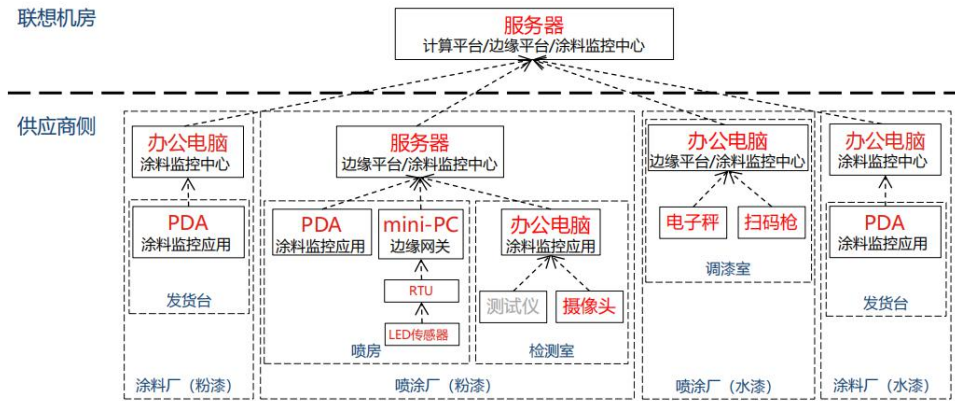 联想机房
服务器
计算平台/边缘平台/涂料监控中心
供应商侧
办公电脑
涂料监控中心
PDA
涂料监控应用
发货台
涂料厂（粉漆）
服务器
边缘平台/涂料监控中心
PDA
涂料监控应用
mini-PC
边缘网关
RTU
LED传感器
喷房
办公电脑
涂料监控应用
测试仪
摄像头
检测室
喷涂厂（粉漆）
办公电脑
边缘平台/涂料监控中心
电子秤
扫码枪
调漆室
喷涂厂（水漆）
办公电脑
涂料监控中心
PDA
涂料监控应用
发货台
涂料厂（水漆）